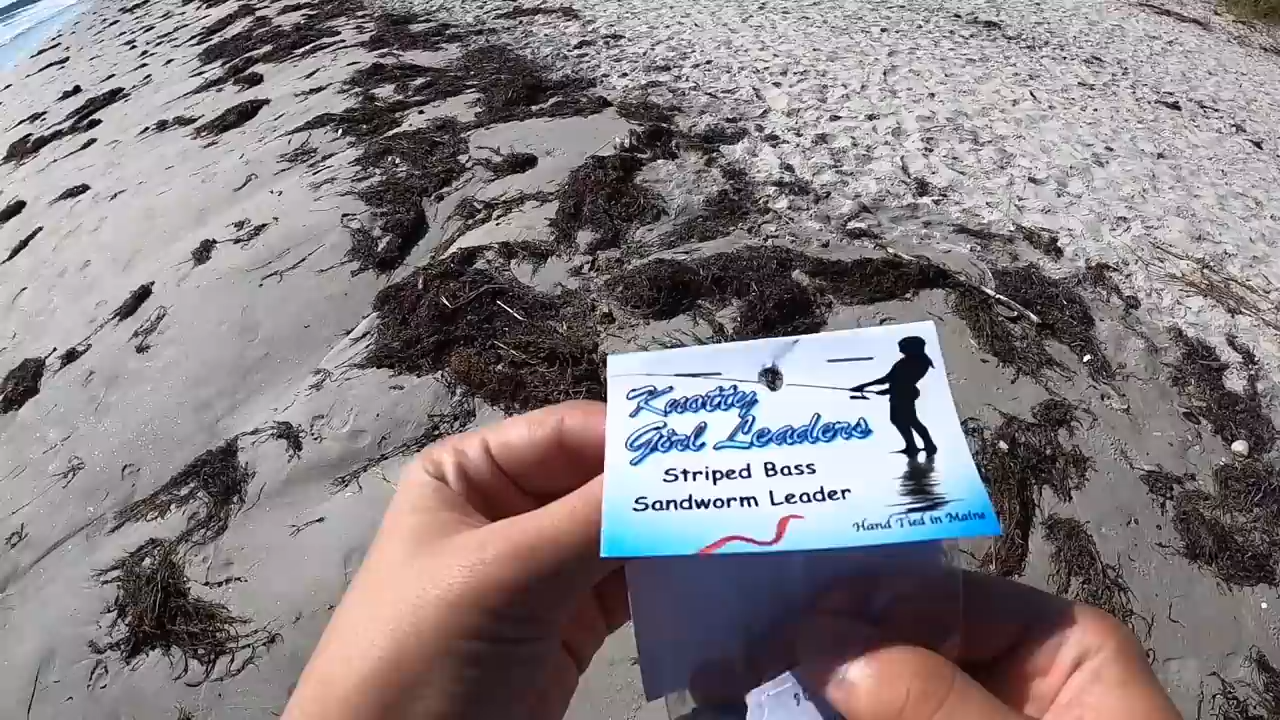 Knotty
Girl Leaders
Striped Bass
Sandworm Leader
Hand Tied in Maine